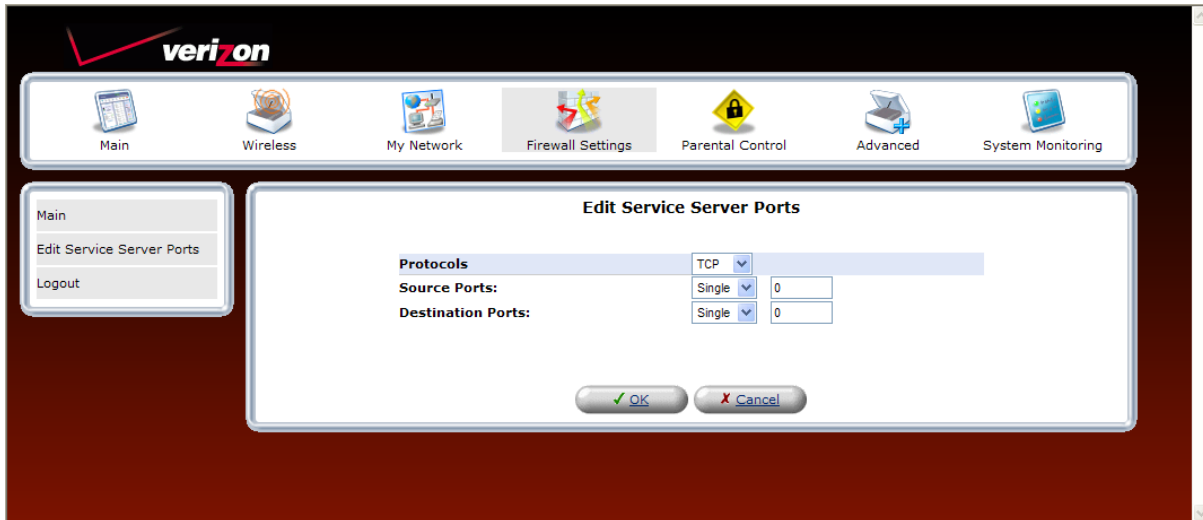 verizon
Main
Wireless
My Network
Firewall Settings
Parental Control
Advanced
System Monitoring
Main
Edit Service Server Ports
Logout
Edit Service Server Ports
Protocols TCP
Source Ports: Single 0
Destination Ports: Single 0
OK
Cancel